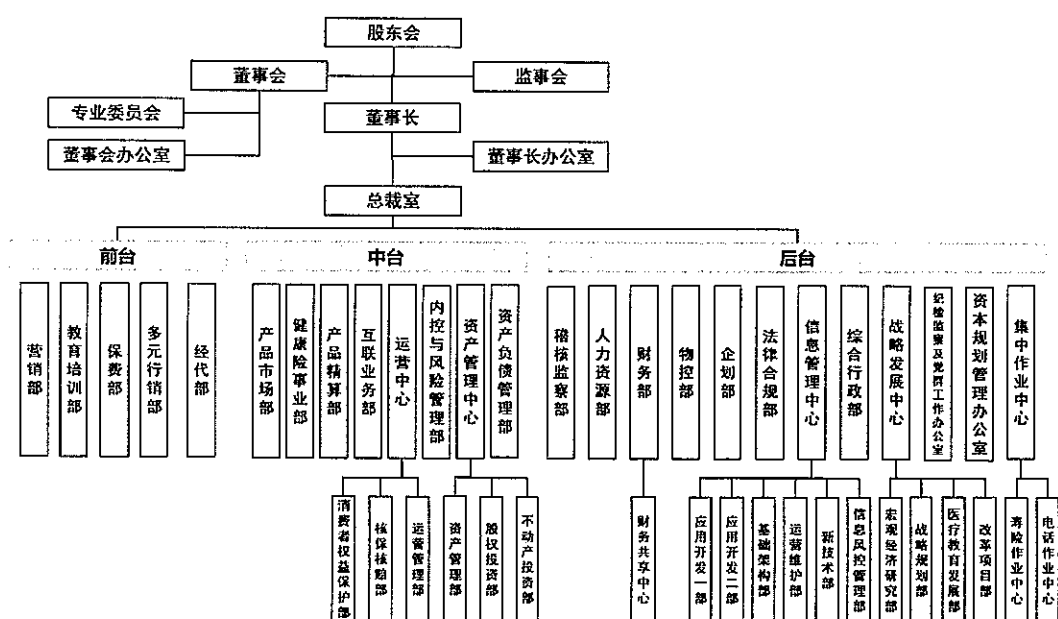 股东会
董事会
监事会
专业委员会
董事长
董事会办公室
董事长办公室
总裁室
前台
中台
后台
营销部
教育培训部
保费部
多元行销部
经代部
产品市场部
健康险事业部
产品精算部
互联业务部
运营中心
内控与风险管理部
资产管理中心
资产负债管理部
稽核监察部
人力资源部
财务部
物控部
企划部
法律合规部
信息管理中心
综合行政部
战略发展中心
纪检监察及党群工作办公室
资本规划管理办公室
集中作业中心
消费者权益保护部
核保核赔部
运营管理部
资产管理部
股权投资部
不动产投资部
财务共享中心
应用开发一部
应用开发二部
基础架构部
运营维护部
新技术部
信息风控管理部
宏观经济研究部
战略规划部
医疗教育发展部
改革项目部
寿险作业中心
电话作业中心